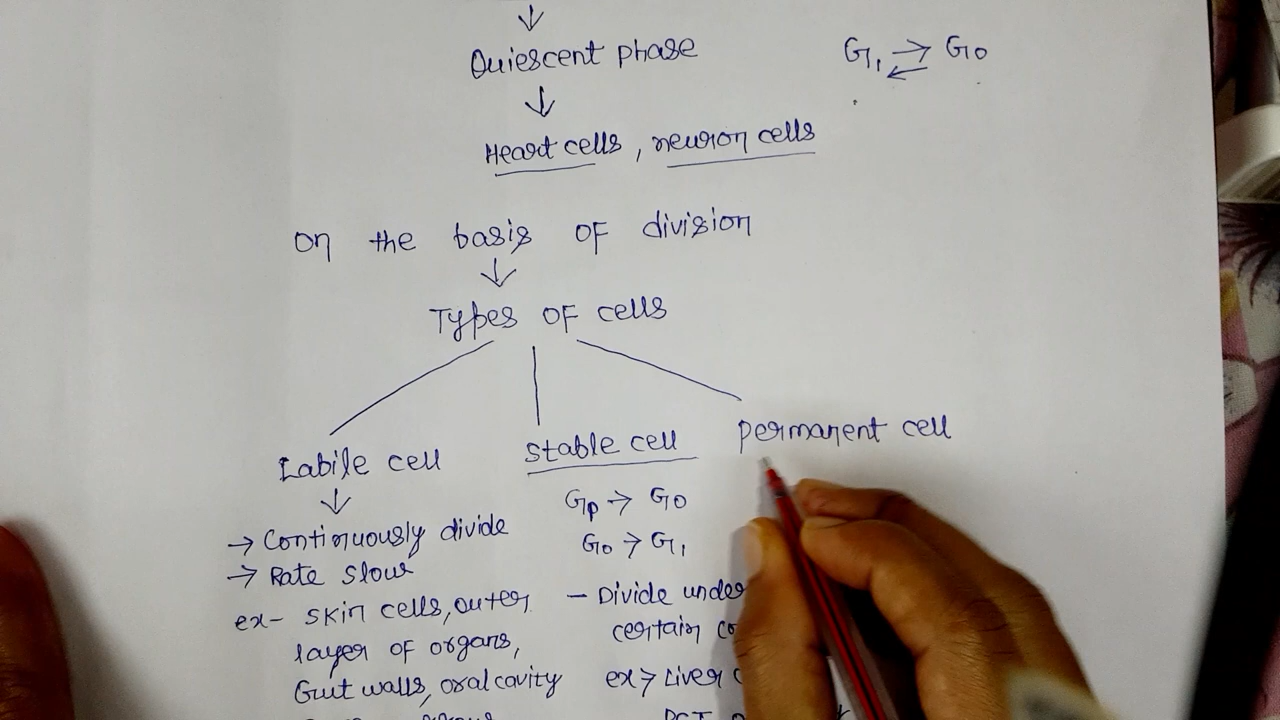 ↓
Quiescent phase
G₁ ⇌ G₀
↓
Heart cells, neuron cells
on the basis of division
↓
Types of cells
Labile cell
stable cell
permanent cell
↓
→ Continuously divide
→ Rate slow
ex- skin cells, outer
layer of organs,
Gut walls, oral cavity
Gp → G0
G0 → G₁
- Divide under
certain
ex → Liver
PCT